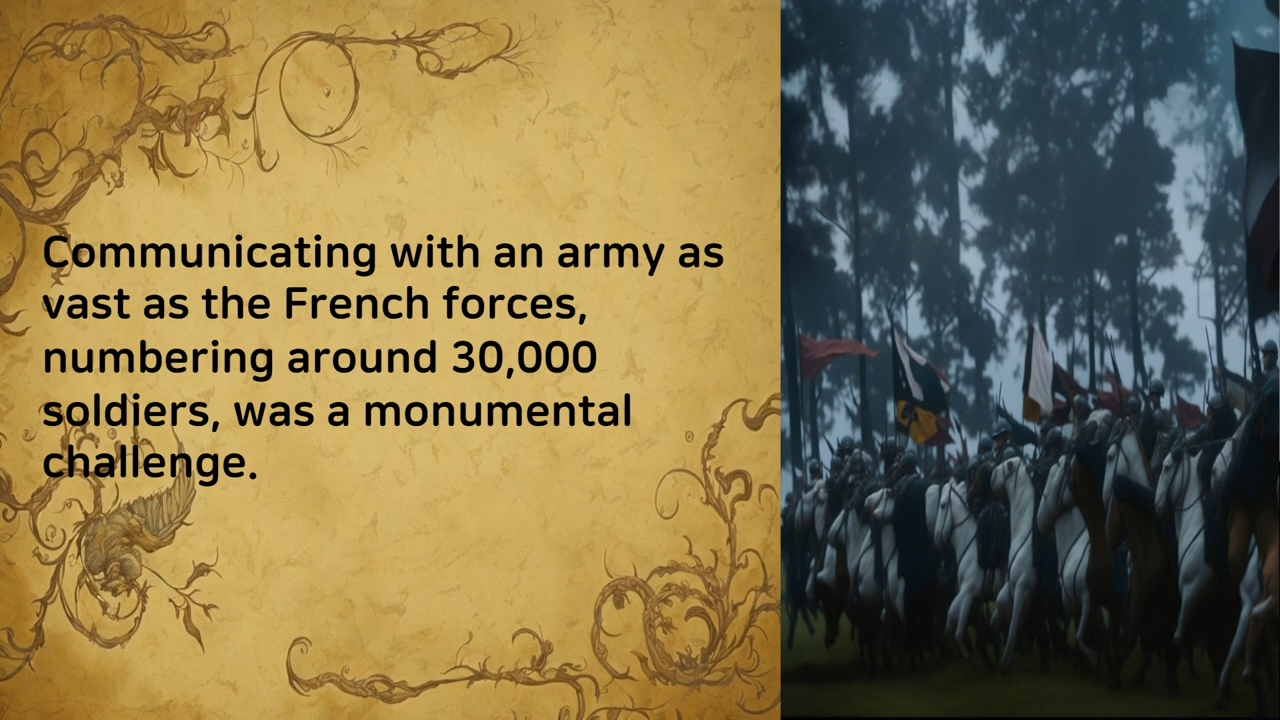 Communicating with an army as
vast as the French forces,
numbering around 30,000
soldiers, was a monumental
challenge.